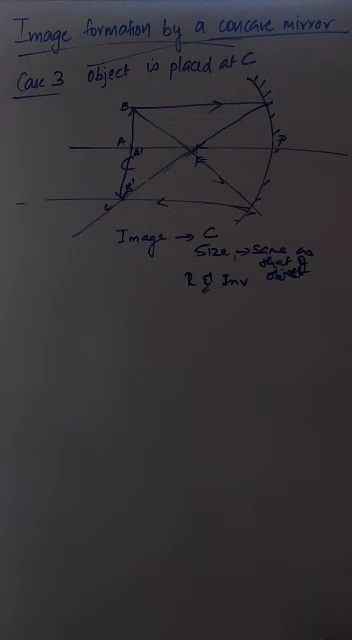 Image formation by a concave mirror
Case 3 Object is placed at C
B
A A' F P
C
B'
Image → C
Size → same as that of object
R & Inv